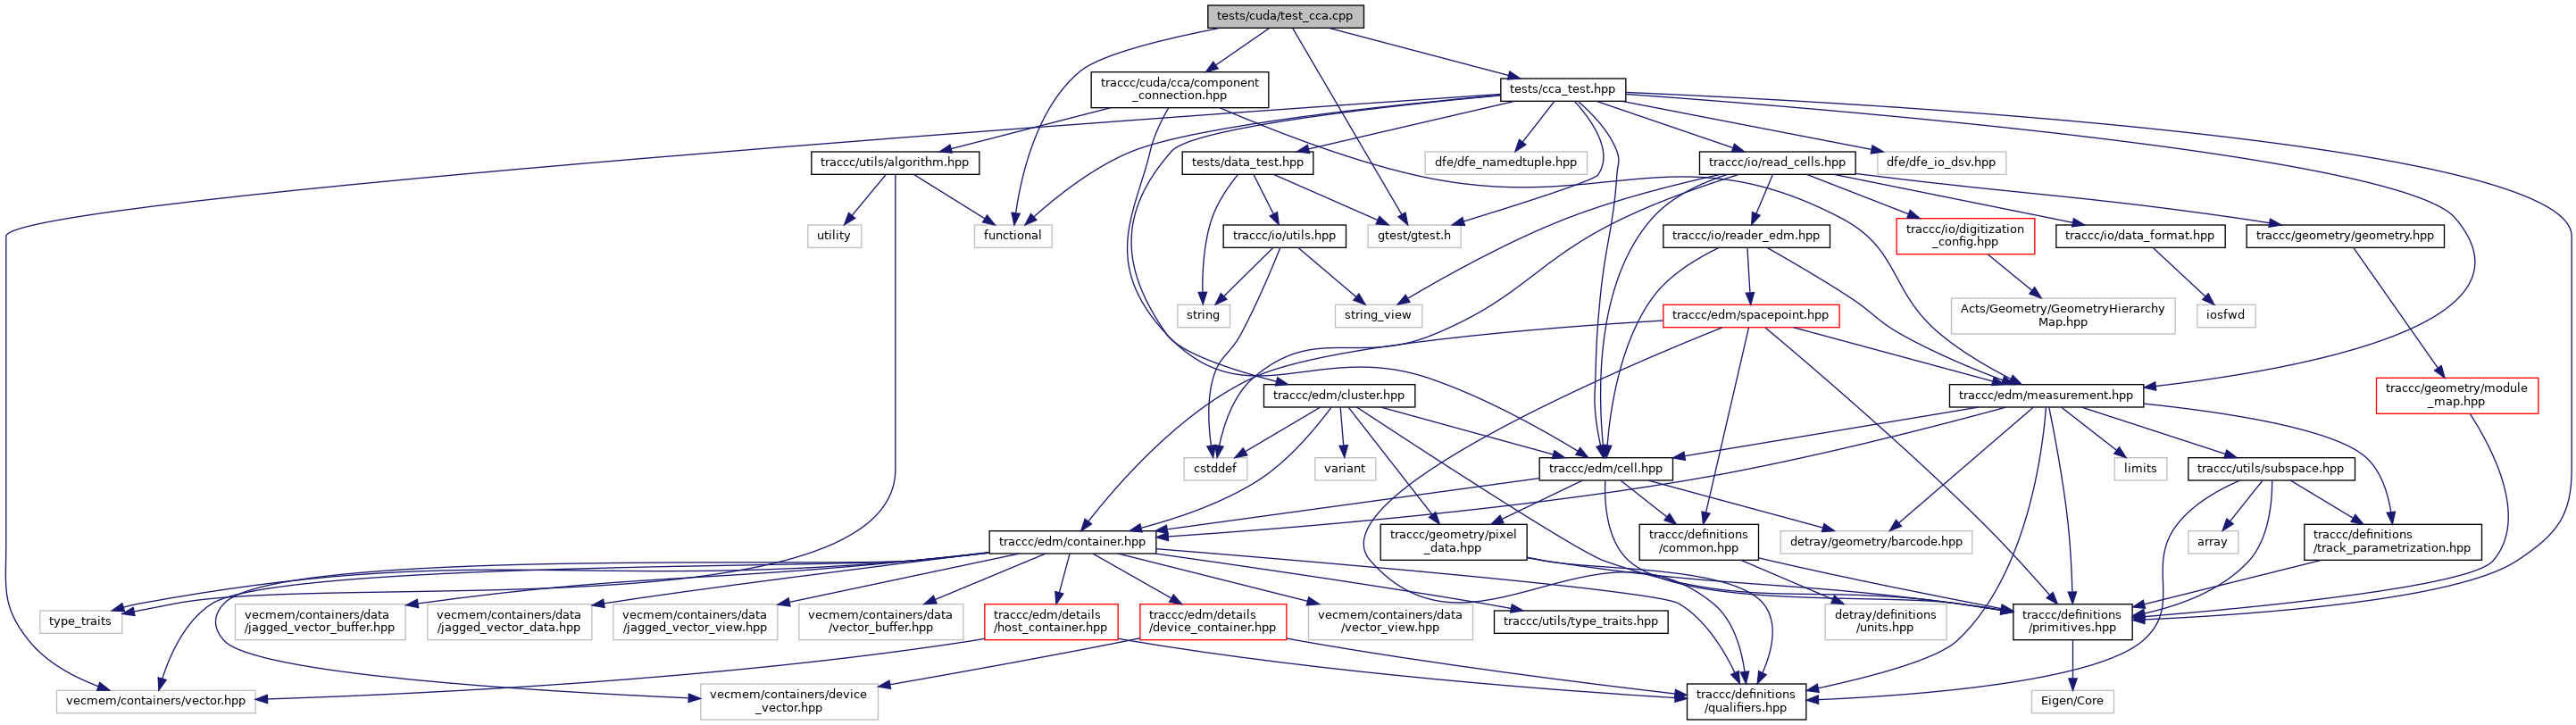 tests/cuda/test_cca.cpp
traccc/cuda/cca/component
_connection.hpp
tests/cca_test.hpp
traccc/utils/algorithm.hpp
tests/data_test.hpp
dfe/dfe_namedtuple.hpp
traccc/io/read_cells.hpp
dfe/dfe_io_dsv.hpp
utility
functional
traccc/io/utils.hpp
gtest/gtest.h
traccc/io/reader_edm.hpp
traccc/io/digitization
_config.hpp
traccc/io/data_format.hpp
traccc/geometry/geometry.hpp
string
string_view
traccc/edm/spacepoint.hpp
Acts/Geometry/GeometryHierarchy
Map.hpp
iosfwd
traccc/edm/cluster.hpp
traccc/edm/measurement.hpp
traccc/geometry/module
_map.hpp
cstddef
variant
traccc/edm/cell.hpp
limits
traccc/utils/subspace.hpp
traccc/edm/container.hpp
traccc/geometry/pixel
_data.hpp
traccc/definitions
/common.hpp
detray/geometry/barcode.hpp
array
traccc/definitions
/track_parametrization.hpp
type_traits
vecmem/containers/data
/jagged_vector_buffer.hpp
vecmem/containers/data
/jagged_vector_data.hpp
vecmem/containers/data
/jagged_vector_view.hpp
vecmem/containers/data
/vector_buffer.hpp
traccc/edm/details
/host_container.hpp
traccc/edm/details
/device_container.hpp
vecmem/containers/data
/vector_view.hpp
traccc/utils/type_traits.hpp
detray/definitions
/units.hpp
traccc/definitions
/primitives.hpp
vecmem/containers/vector.hpp
vecmem/containers/device
_vector.hpp
traccc/definitions
/qualifiers.hpp
Eigen/Core